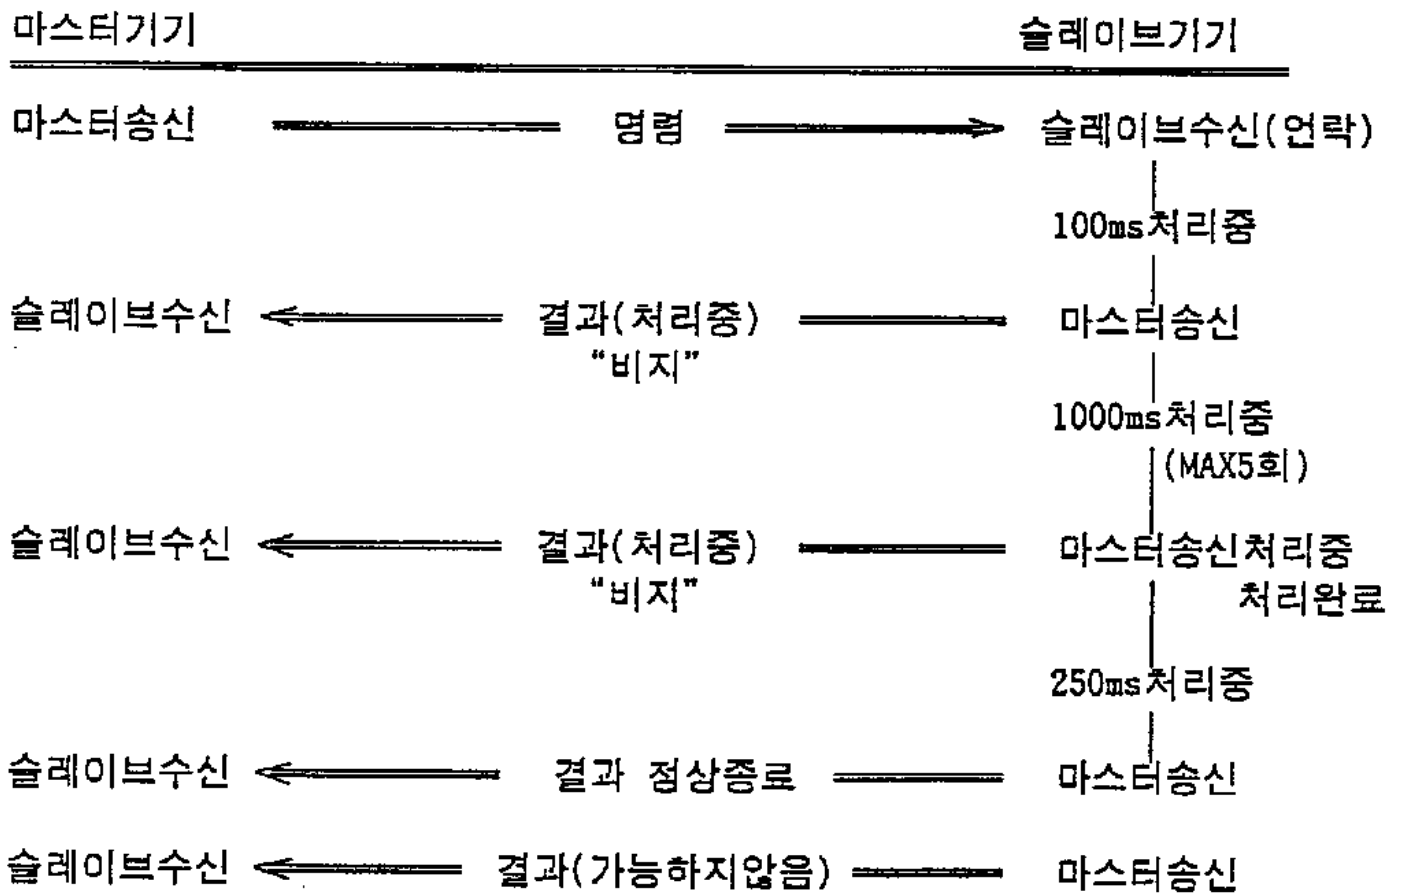 마스터기기 슬레이브기기
마스터송신 명령 슬레이브수신(언락)
100ms처리중
슬레이브수신 결과(처리중) 마스터송신
“비지”
1000ms처리중
(MAX5회)
슬레이브수신 결과(처리중) 마스터송신처리중
“비지” 처리완료
250ms처리중
슬레이브수신 결과 정상종료 마스터송신
슬레이브수신 결과(가능하지않음) 마스터송신